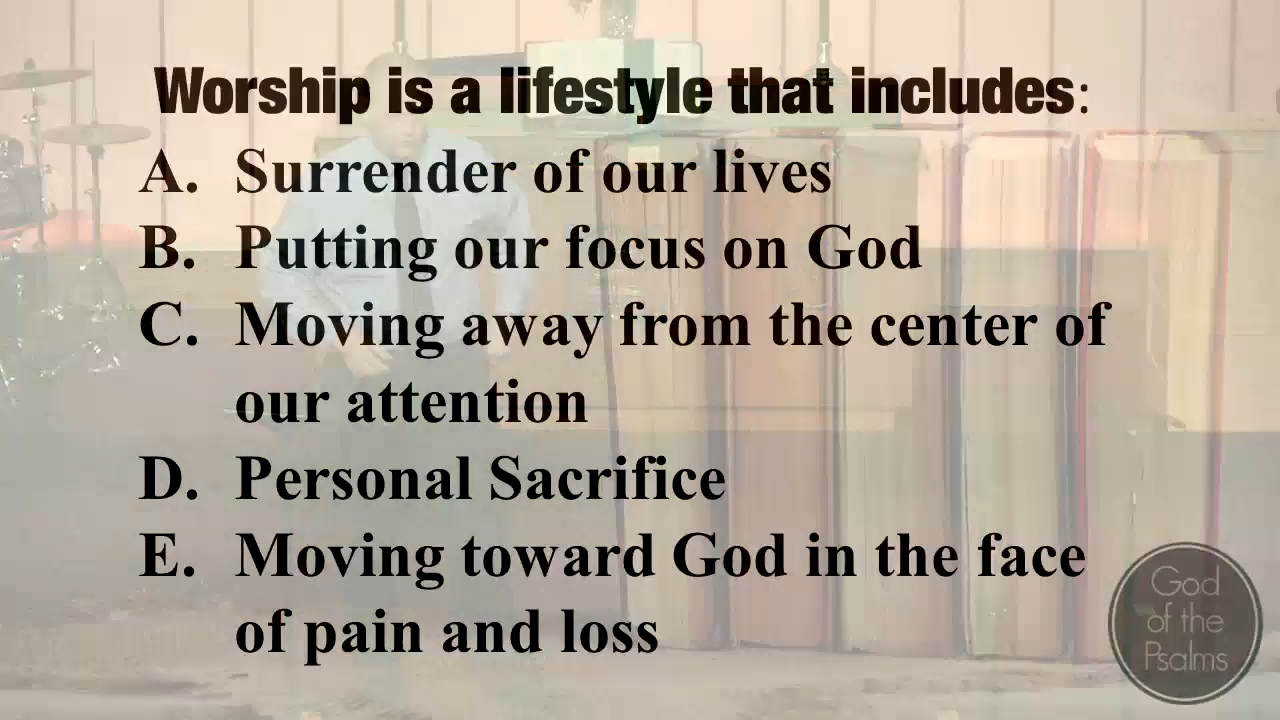 Worship is a lifestyle that includes:
A. Surrender of our lives
B. Putting our focus on God
C. Moving away from the center of
our attention
D. Personal Sacrifice
E. Moving toward God in the face
of pain and loss
God
of the
Psalms